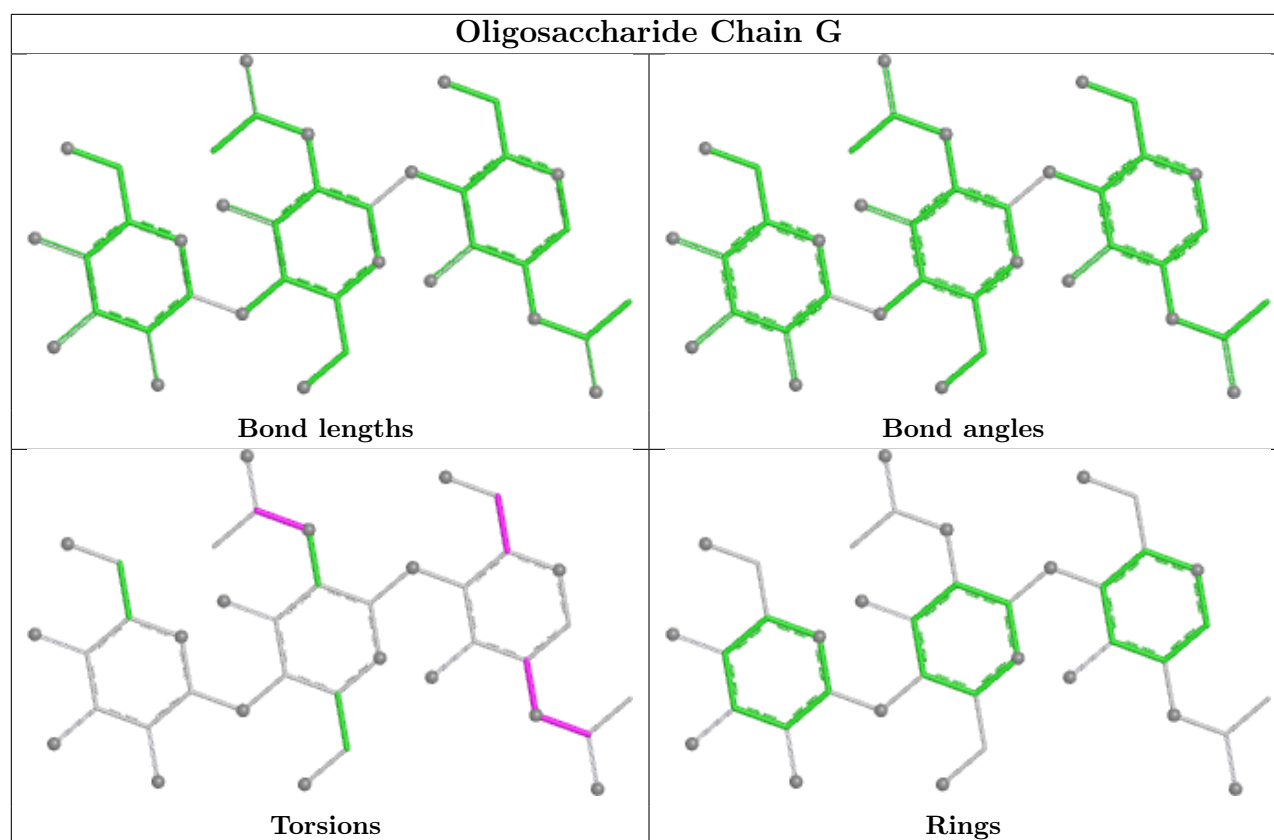 Oligosaccharide Chain G
Bond lengths
Bond angles
Torsions
Rings